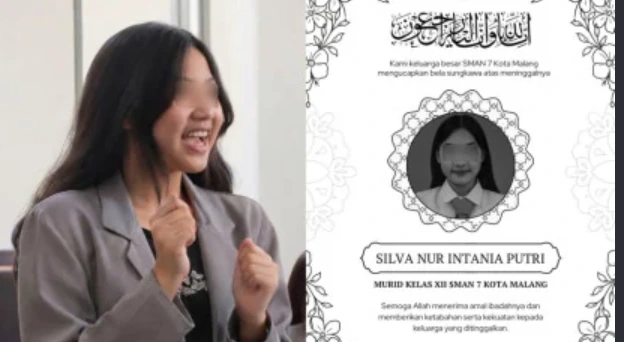 إنا لله وإنا إليه راجعون
Kami keluarga besar SMAN 7 Kota Malang
mengucapkan bela sungkawa atas meninggalnya
SILVA NUR INTANIA PUTRI
MURID KELAS XII SMAN 7 KOTA MALANG
Semoga Allah menerima amal ibadahnya dan
memberikan ketabahan serta kekuatan kepada
keluarga yang ditinggalkan.